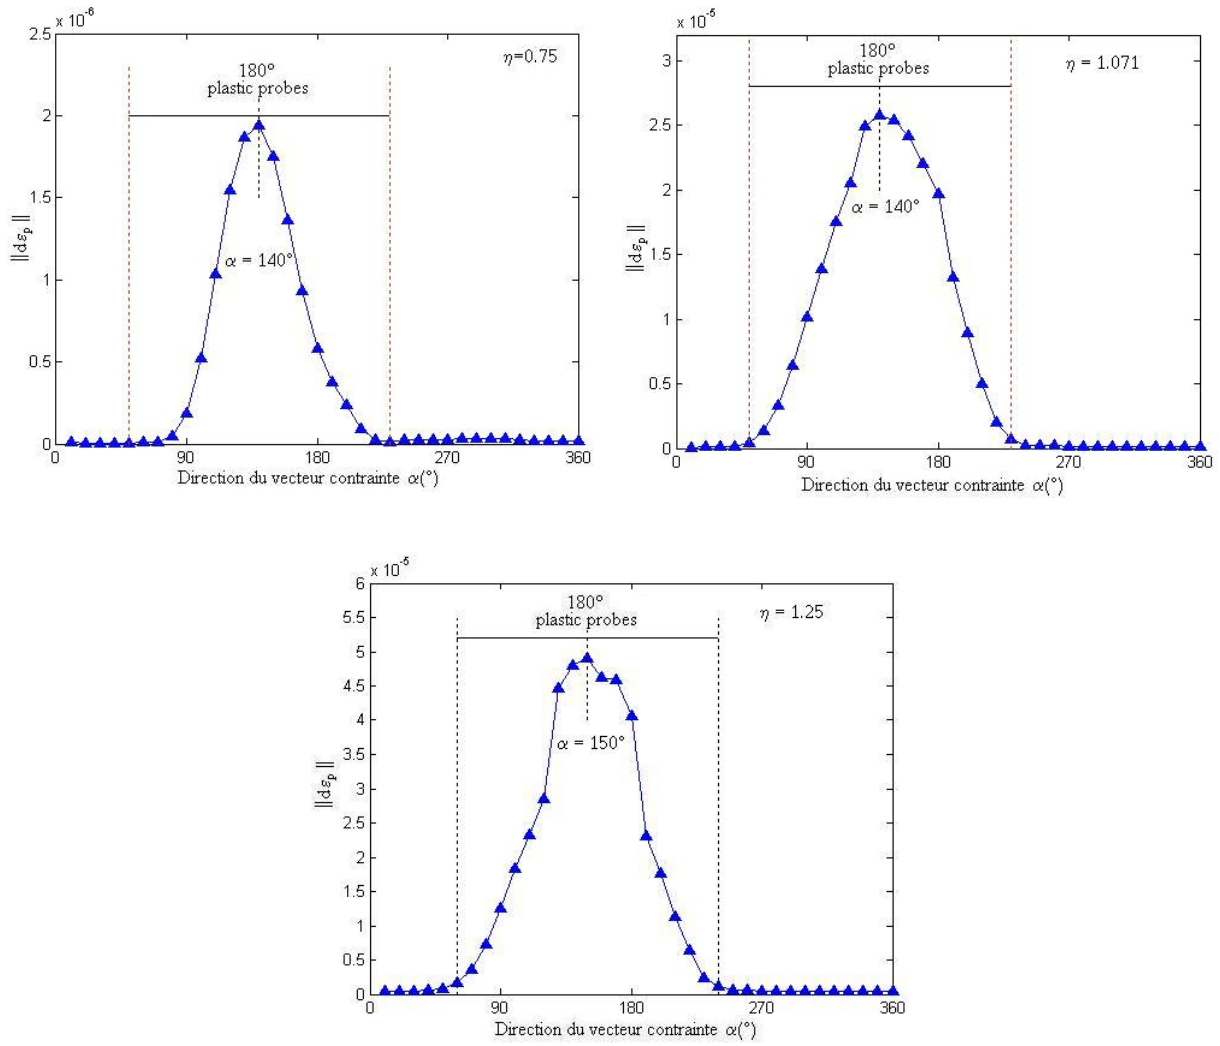 x 10⁻⁶
2.5
2
1.5
1
0.5
0
0 90 180 270 360
||dεₚ||
180°
plastic probes
η=0.75
α = 140°
Direction du vecteur contrainte α(°)
x 10⁻⁵
3
2.5
2
1.5
1
0.5
0
0 90 180 270 360
||dεₚ||
180°
plastic probes
η = 1.071
α = 140°
Direction du vecteur contrainte α(°)
x 10⁻⁵
6
5.5
5
4.5
4
3.5
3
2.5
2
1.5
1
0.5
0
0 90 180 270 360
||dεₚ||
180°
plastic probes
η = 1.25
α = 150°
Direction du vecteur contrainte α(°)